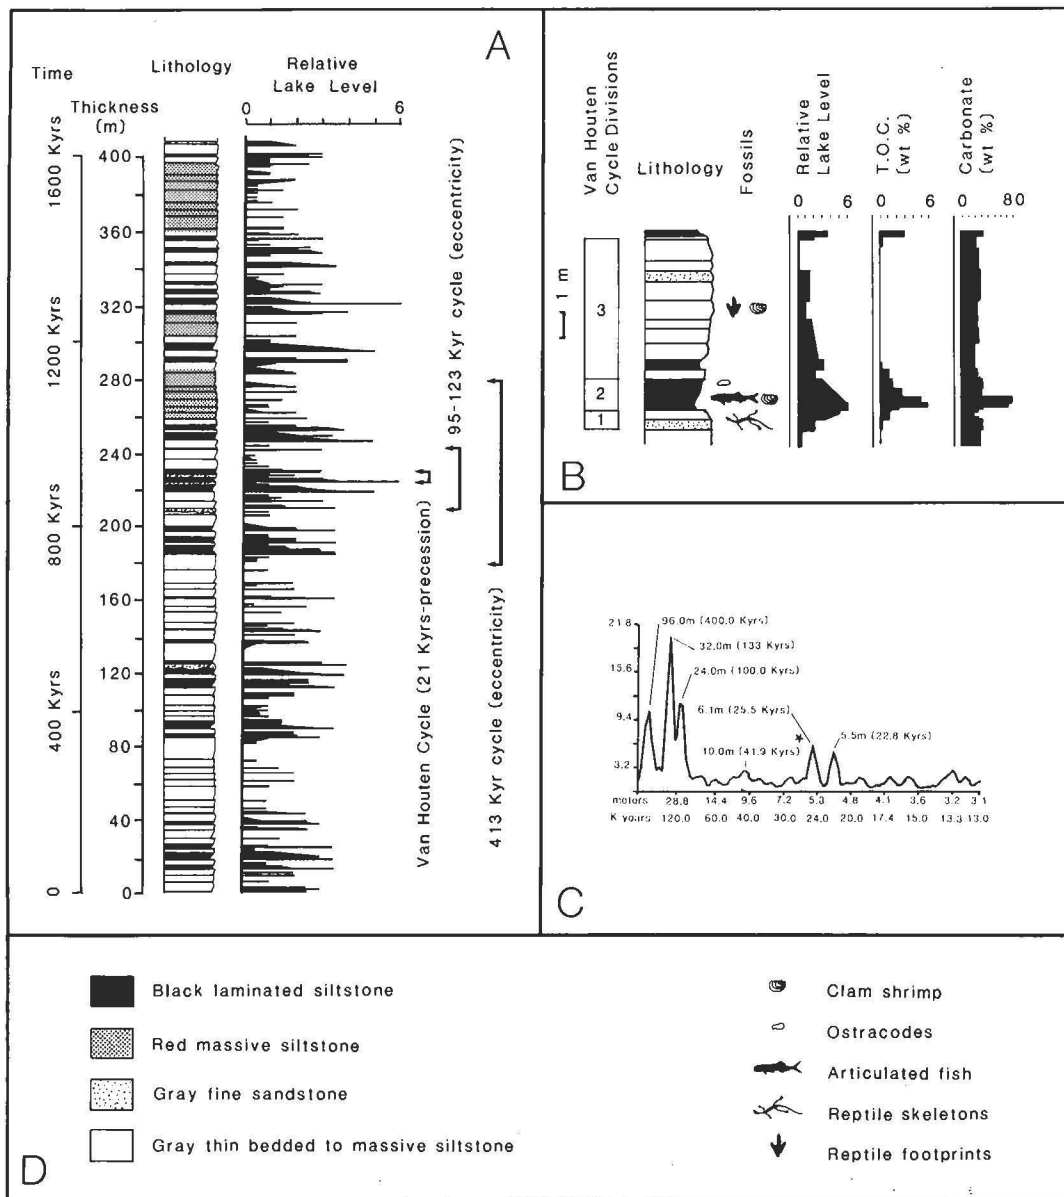 A
Time
Lithology
Relative
Lake Level
Thickness
(m)
0
6
1600 Kyrs
1200 Kyrs
800 Kyrs
400 Kyrs
0
400
360
320
280
240
200
160
120
80
40
0
Van Houten Cycle (21 Kyrs-precession)
95-123 Kyr cycle (eccentricity)
413 Kyr cycle (eccentricity)
B
Van Houten
Cycle Divisions
Lithology
Fossils
Relative
Lake Level
T.O.C.
(wt %)
Carbonate
(wt %)
0 6
0 6
0 80
1 m
3
2
1
C
21.8
15.6
9.4
3.2
96.0m (400.0 Kyrs)
32.0m (133 Kyrs)
24.0m (100.0 Kyrs)
6.1m (25.5 Kyrs)
10.0m (41.9 Kyrs)
5.5m (22.8 Kyrs)
meters 28.8 14.4 9.6 7.2 5.3 4.8 4.1 3.6 3.2 3.1
K years 120.0 60.0 40.0 30.0 24.0 20.0 17.4 15.0 13.3 13.0
D
Black laminated siltstone
Red massive siltstone
Gray fine sandstone
Gray thin bedded to massive siltstone
Clam shrimp
Ostracodes
Articulated fish
Reptile skeletons
Reptile footprints